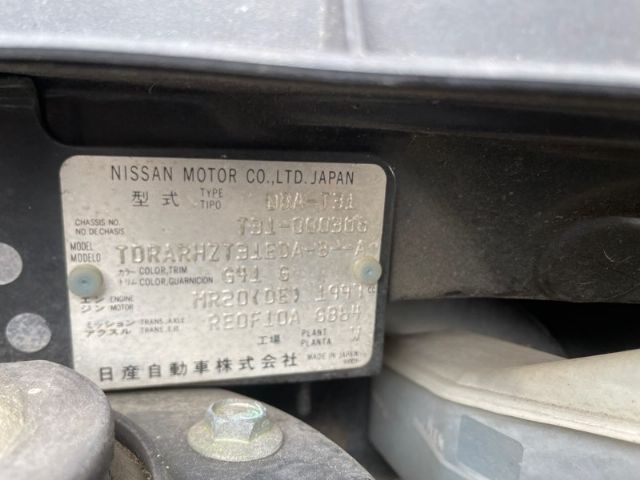 NISSAN MOTOR CO.,LTD. JAPAN
型式 TYPE TIPO DBA-T31
CHASSIS NO. NO DE CHASIS
MODEL MODELO TDRARHZT31EDA-B--A
カラー トリム COLOR,TRIM COLOR,GUARNICION G41 G
エンジン ENGINE MOTOR MR20(DE) 1997
ミッション アクスル TRANS.,AXLE TRANS.,EJE RE0F10A
工場 PLANT PLANTA W
日産自動車株式会社 MADE IN JAPAN